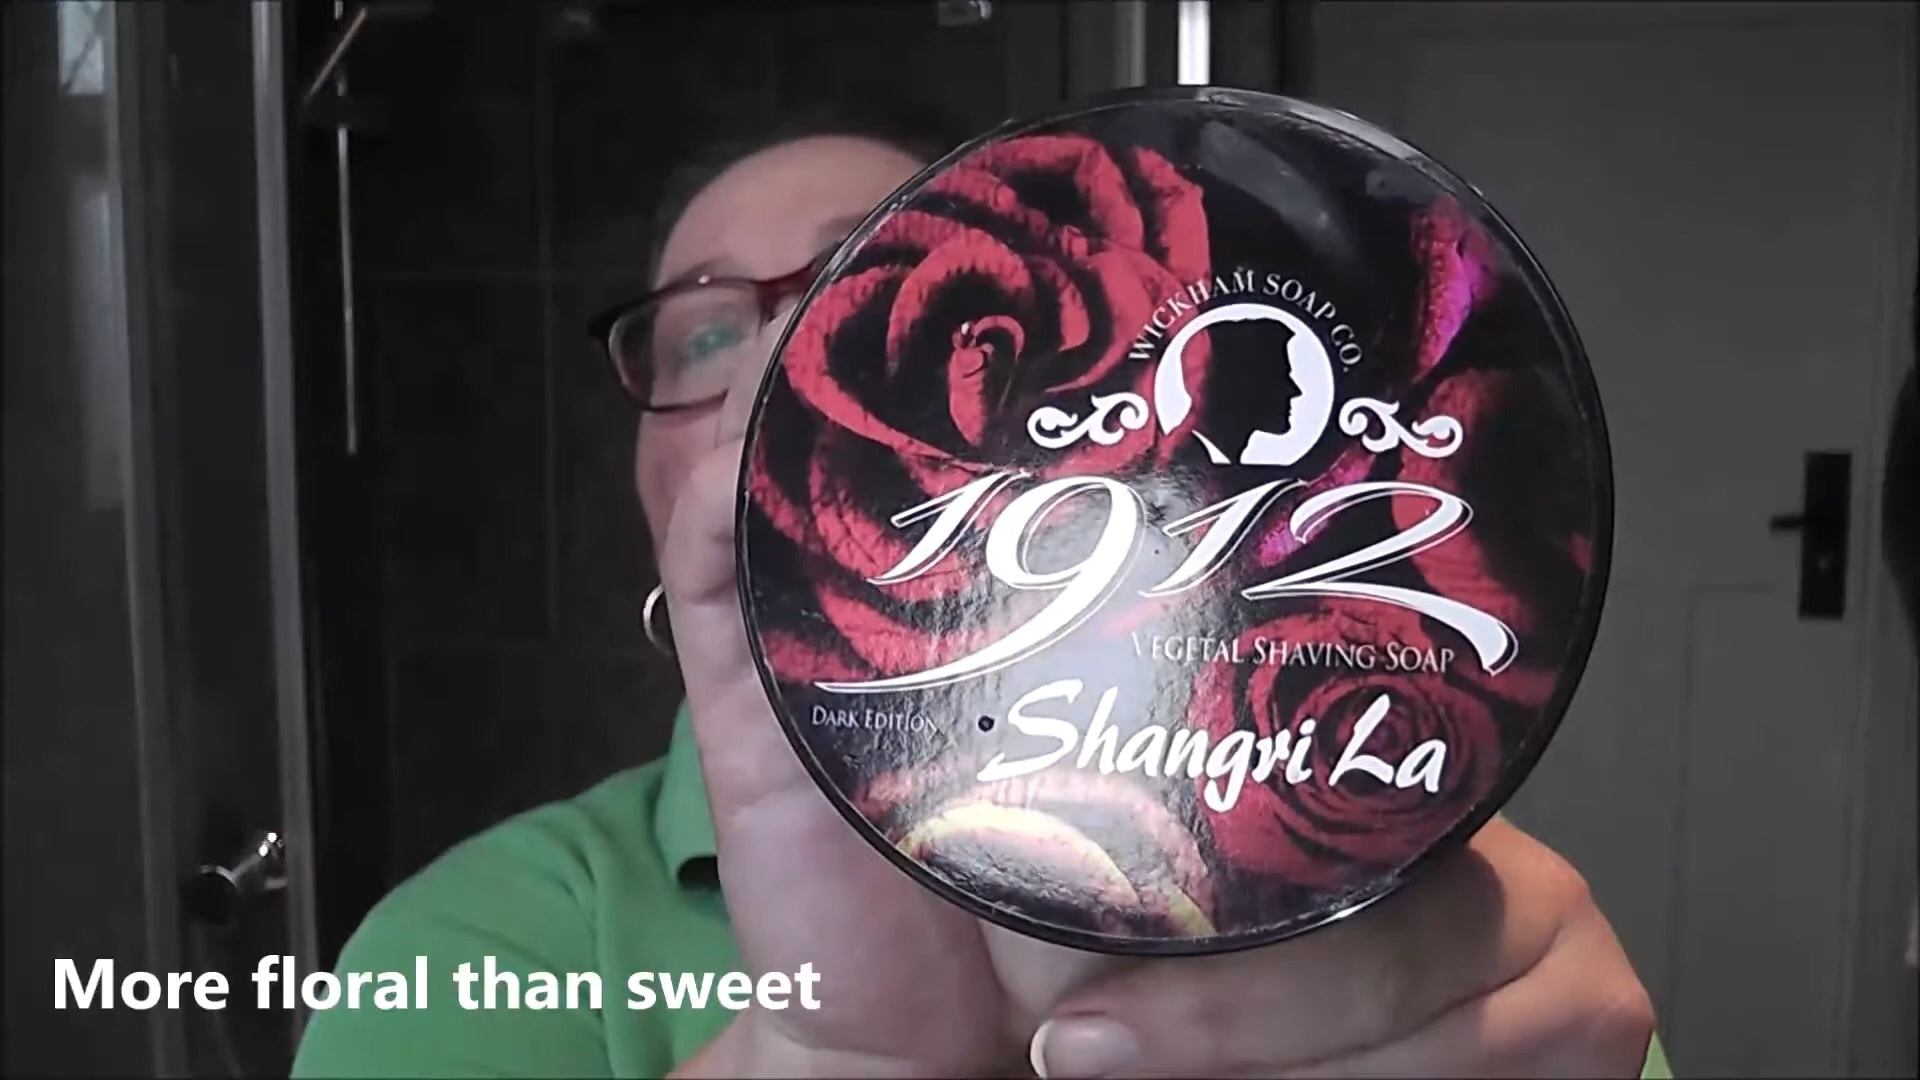 WICKHAM SOAP CO.
1912
VEGETAL SHAVING SOAP
DARK EDITION
Shangri La
More floral than sweet